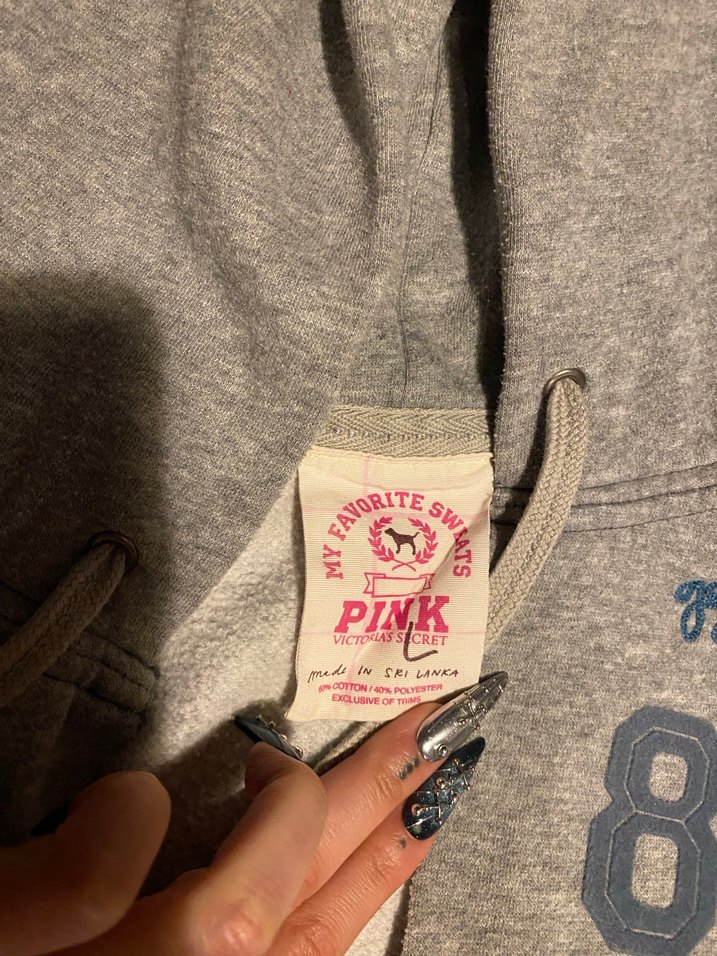 MY FAVORITE SWEATS
PINK
VICTORIA'S SECRET
L
made IN SRI LANKA
60% COTTON / 40% POLYESTER
EXCLUSIVE OF TRIMS
8